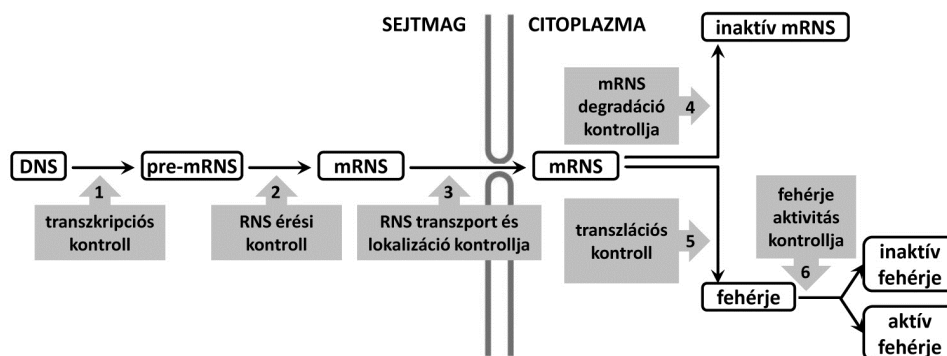 SEJTMAG
CITOPLAZMA
inaktív mRNS
mRNS
degradáció
kontrollja
4
DNS
pre-mRNS
mRNS
mRNS
1
transzkripciós
kontroll
2
RNS érési
kontroll
3
RNS transzport és
lokalizáció kontrollja
transzlációs
kontroll
5
fehérje
aktivitás
kontrollja
6
fehérje
inaktív
fehérje
aktív
fehérje